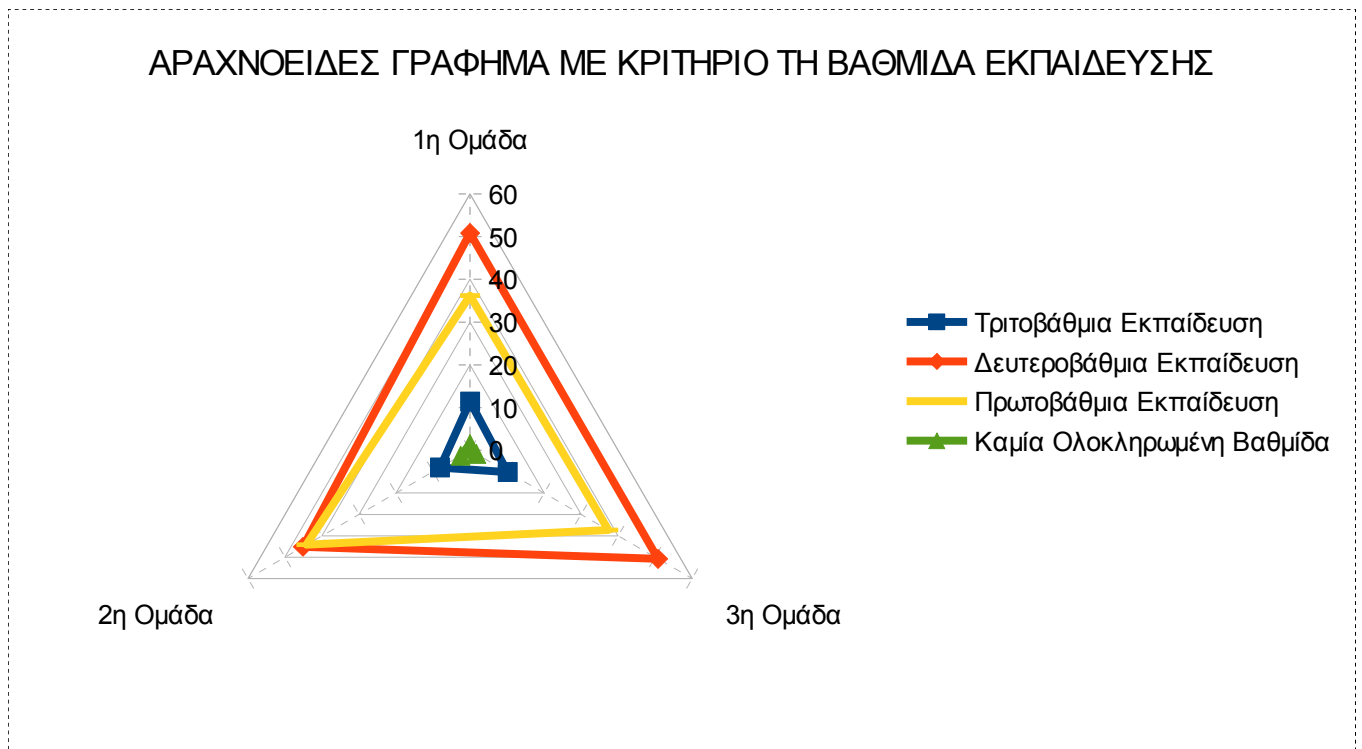 ΑΡΑΧΝΟΕΙΔΕΣ ΓΡΑΦΗΜΑ ΜΕ ΚΡΙΤΗΡΙΟ ΤΗ ΒΑΘΜΙΔΑ ΕΚΠΑΙΔΕΥΣΗΣ
1η Ομάδα
60
50
40
30
20
10
0
2η Ομάδα
3η Ομάδα
Τριτοβάθμια Εκπαίδευση
Δευτεροβάθμια Εκπαίδευση
Πρωτοβάθμια Εκπαίδευση
Καμία Ολοκληρωμένη Βαθμίδα